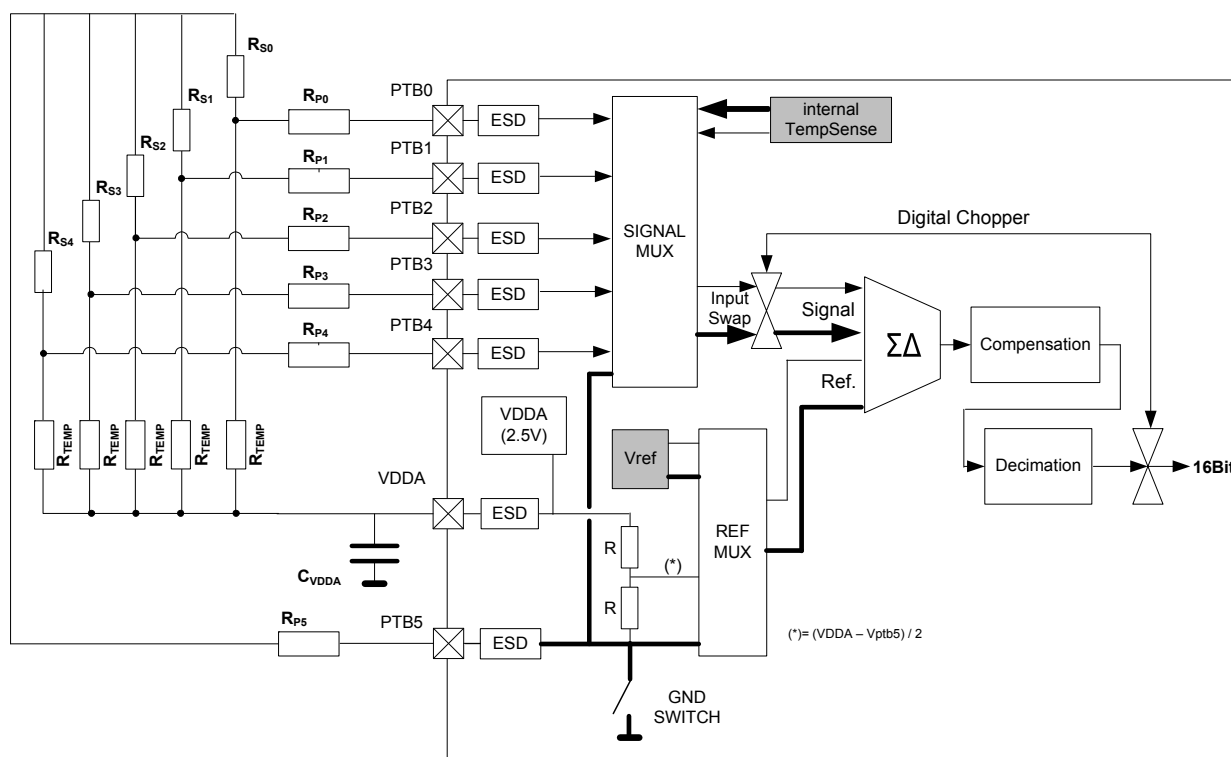 RS0
RS1
RS2
RS3
RS4
RP0
RP1
RP2
RP3
RP4
PTB0
PTB1
PTB2
PTB3
PTB4
ESD
ESD
ESD
ESD
ESD
SIGNAL
MUX
internal
TempSense
Digital Chopper
Input
Swap
Signal
Ref.
ΣΔ
Compensation
Decimation
16Bit
RTEMP
RTEMP
RTEMP
RTEMP
RTEMP
VDDA
(2.5V)
VDDA
ESD
Vref
REF
MUX
R
(*)
R
CVDDA
RP5
PTB5
ESD
(*)= (VDDA – Vptb5) / 2
GND
SWITCH